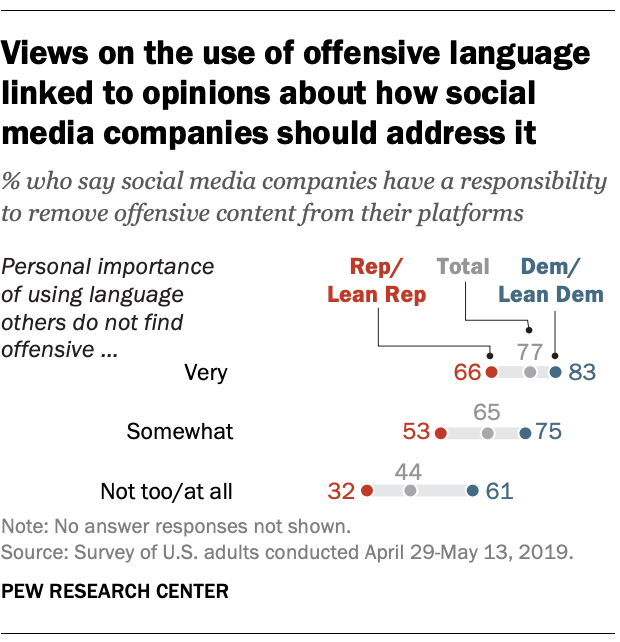 Views on the use of offensive language
linked to opinions about how social
media companies should address it
% who say social media companies have a responsibility
to remove offensive content from their platforms
Personal importance
of using language
others do not find
offensive ...
Rep/
Lean Rep
Total
Dem/
Lean Dem
Very
66
77
83
Somewhat
53
65
75
Not too/at all
32
44
61
Note: No answer responses not shown.
Source: Survey of U.S. adults conducted April 29-May 13, 2019.
PEW RESEARCH CENTER